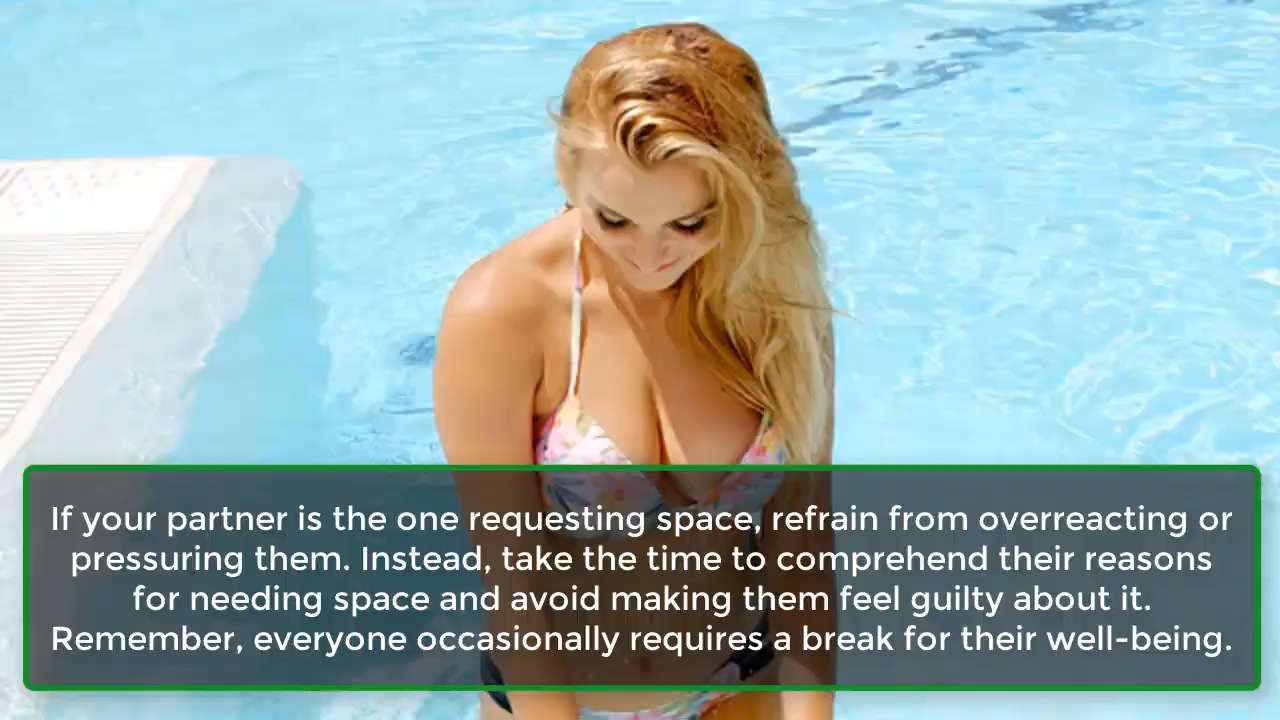 If your partner is the one requesting space, refrain from overreacting or
pressuring them. Instead, take the time to comprehend their reasons
for needing space and avoid making them feel guilty about it.
Remember, everyone occasionally requires a break for their well-being.